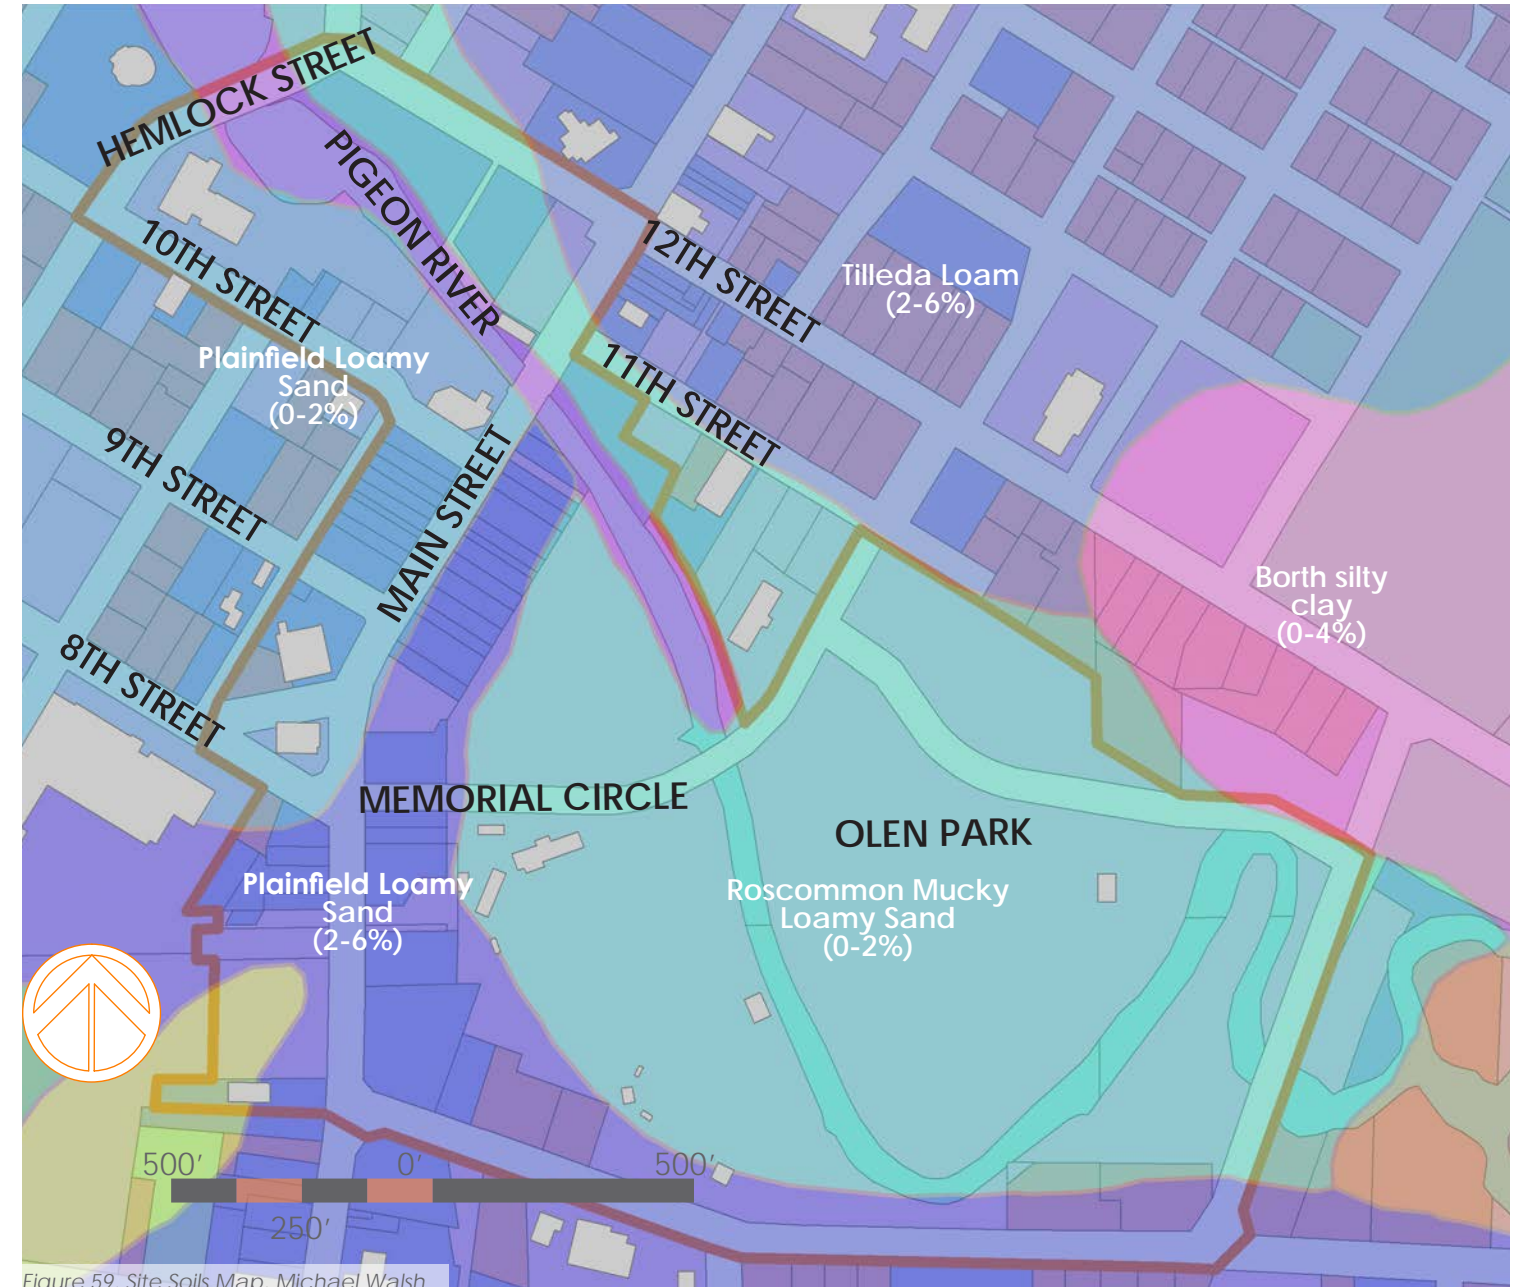 HEMLOCK STREET
PIGEON RIVER
10TH STREET
12TH STREET
Tilleda Loam
(2-6%)
Plainfield Loamy
Sand
(0-2%)
11TH STREET
9TH STREET
MAIN STREET
Borth silty
clay
(0-4%)
8TH STREET
MEMORIAL CIRCLE
OLEN PARK
Plainfield Loamy
Sand
(2-6%)
Roscommon Mucky
Loamy Sand
(0-2%)
500' 0' 500'
250'
Figure 59. Site Soils Map. Michael Walsh